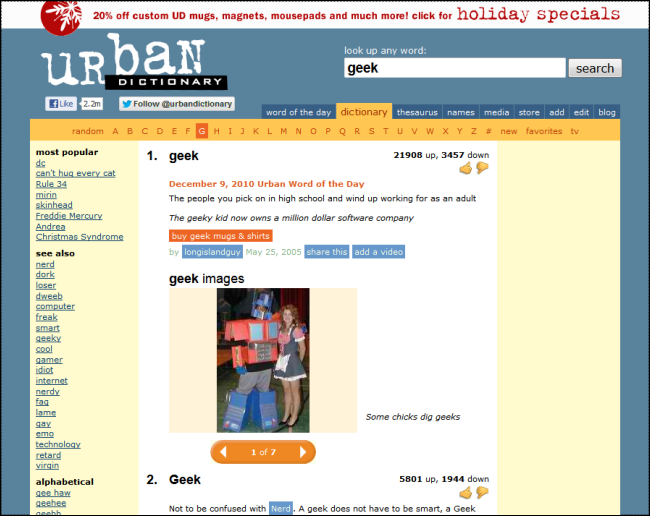 20% off custom UD mugs, magnets, mousepads and much more! click for holiday specials
urban
DICTIONARY
look up any word:
geek search
Like 2.2m Follow @urbandictionary
word of the day dictionary thesaurus names media store add edit blog
random A B C D E F G H I J K L M N O P Q R S T U V W X Y Z # new favorites tv
most popular
dc
can't hug every cat
Rule 34
mirin
skinhead
Freddie Mercury
Andrea
Christmas Syndrome
see also
nerd
dork
loser
dweeb
computer
freak
smart
geeky
cool
gamer
idiot
internet
nerdy
fag
lame
gay
emo
technology
retard
virgin
alphabetical
gee haw
geehee
geehh
1. geek 21908 up, 3457 down
December 9, 2010 Urban Word of the Day
The people you pick on in high school and wind up working for as an adult
The geeky kid now owns a million dollar software company
buy geek mugs & shirts
by longislandguy May 25, 2005 share this add a video
geek images
Some chicks dig geeks
1 of 7
2. Geek 5801 up, 1944 down
Not to be confused with Nerd. A geek does not have to be smart, a Geek